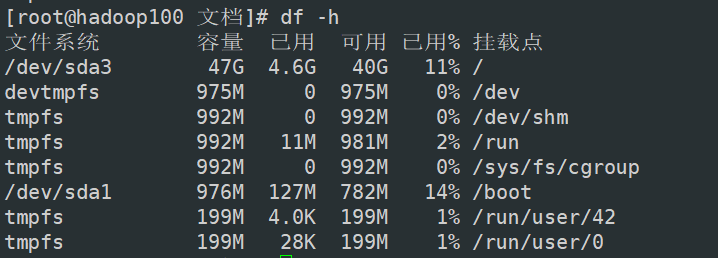 [root@hadoop100 文档]# df -h
文件系统 容量 已用 可用 已用% 挂载点
/dev/sda3 47G 4.6G 40G 11% /
devtmpfs 975M 0 975M 0% /dev
tmpfs 992M 0 992M 0% /dev/shm
tmpfs 992M 11M 981M 2% /run
tmpfs 992M 0 992M 0% /sys/fs/cgroup
/dev/sda1 976M 127M 782M 14% /boot
tmpfs 199M 4.0K 199M 1% /run/user/42
tmpfs 199M 28K 199M 1% /run/user/0